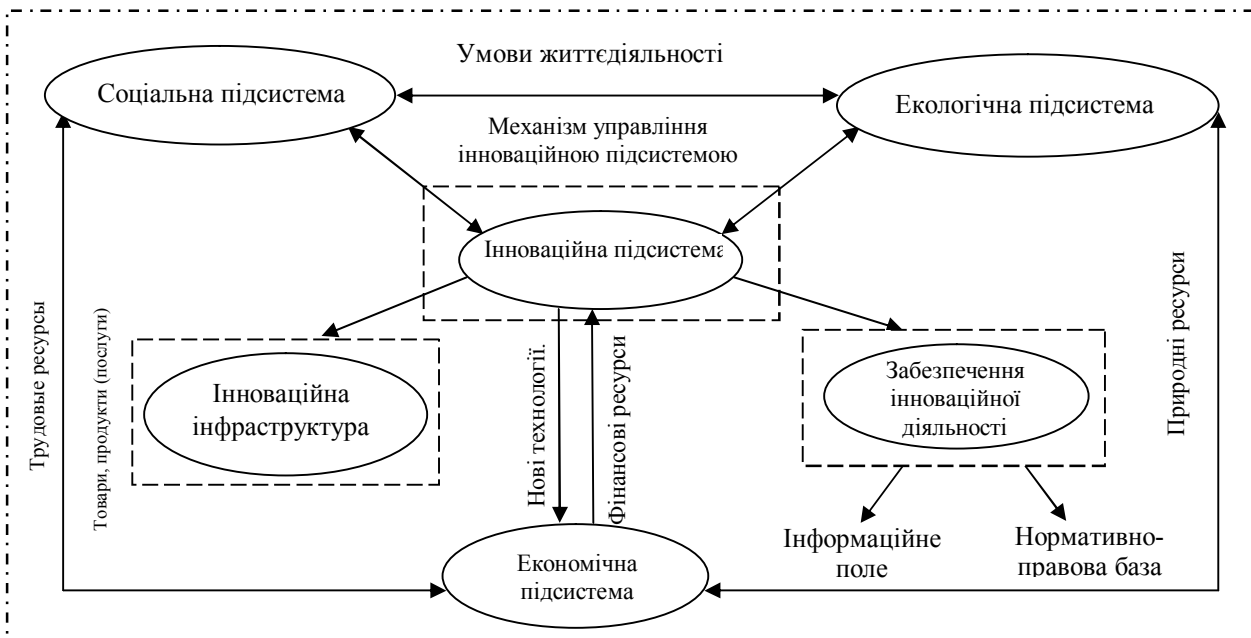 Умови життєдіяльності
Соціальна підсистема
Екологічна підсистема
Механізм управління
інноваційною підсистемою
Інноваційна підсистема
Трудовые ресурсы
Товари, продукти (послуги)
Інноваційна
інфраструктура
Нові технології.
Фінансові ресурси
Забезпечення
інноваційної
діяльності
Природні ресурси
Інформаційне
поле
Нормативно-
правова база
Економічна
підсистема